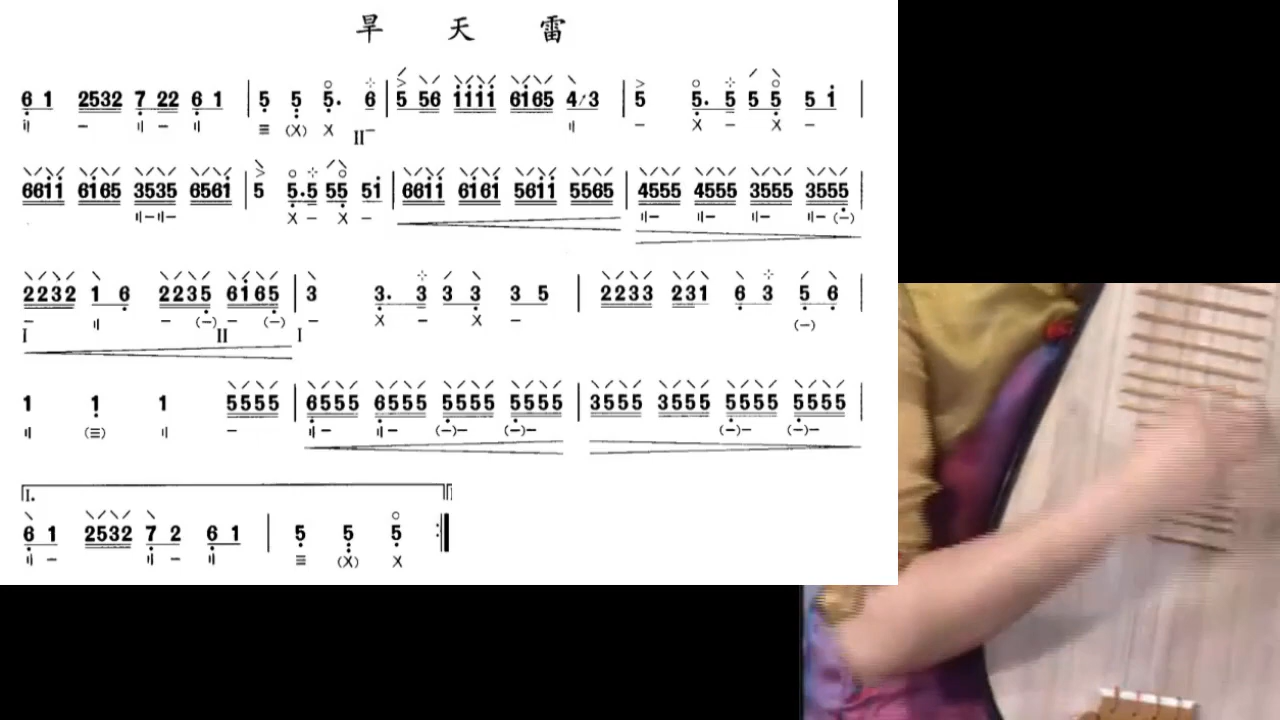 旱 天 雷
6 1 2532 7 22 6 1 | 5 5 5. 6 | 5 56 1111 6165 4/3 | 5 5. 5 5 5 5 1 |
〢 – 〢 – 〢 ☰ (X) X II – 〢 – X – X –
6611 6165 3535 6561 | 5 5.5 55 51 | 6611 6161 5611 5565 | 4555 4555 3555 3555 |
〢–〢– X – X – 〢– 〢– 〢– 〢–(–)
2232 1 6 2235 6165 | 3 3. 3 3 3 3 5 | 2233 231 6 3 5 6 |
– 〢 – (–) – (–) – X – X – (–)
I II I
1 1 1 5555 | 6555 6555 5555 5555 | 3555 3555 5555 5555 |
〢 (☰) 〢 – 〢– 〢– (–)– (–)– (–)– (–)–
I.
6 1 2532 7 2 6 1 | 5 5 5 :||
〢 – 〢 – 〢 ☰ (X) X